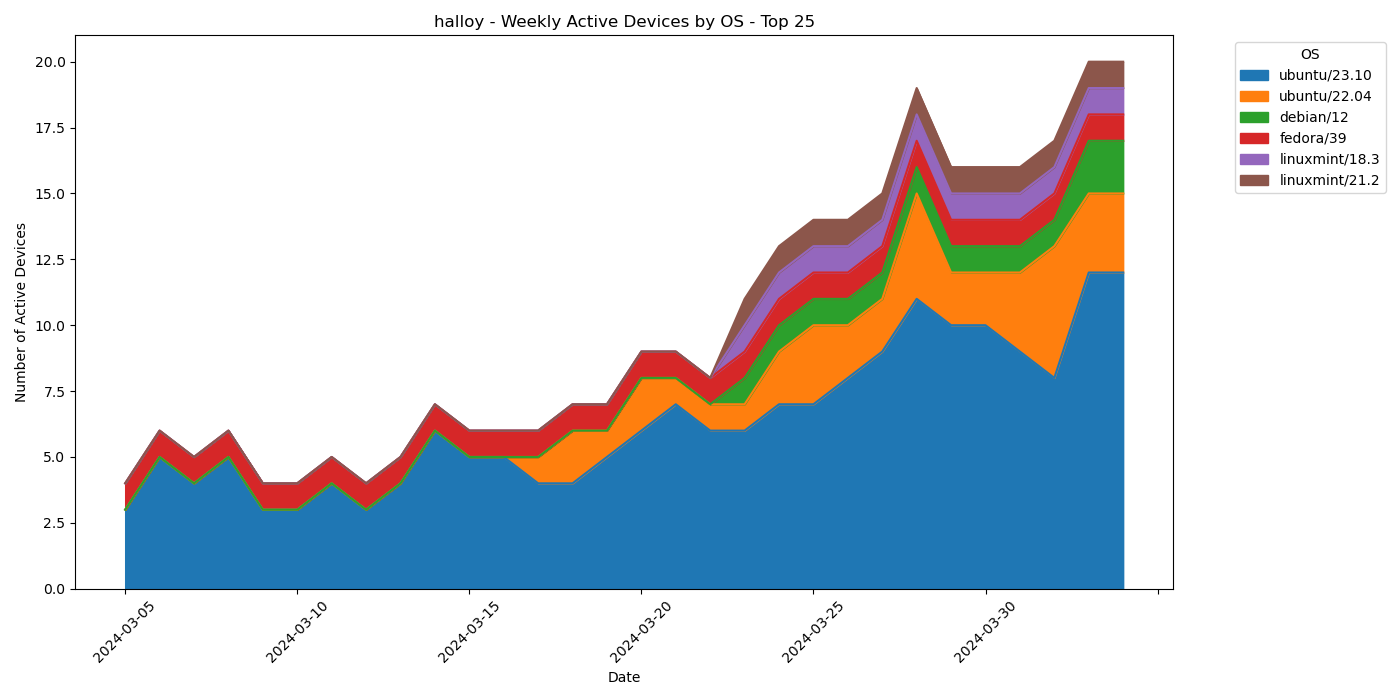 halloy - Weekly Active Devices by OS - Top 25
Number of Active Devices
20.0
17.5
15.0
12.5
10.0
7.5
5.0
2.5
0.0
2024-03-05
2024-03-10
2024-03-15
2024-03-20
2024-03-25
2024-03-30
Date
OS
ubuntu/23.10
ubuntu/22.04
debian/12
fedora/39
linuxmint/18.3
linuxmint/21.2